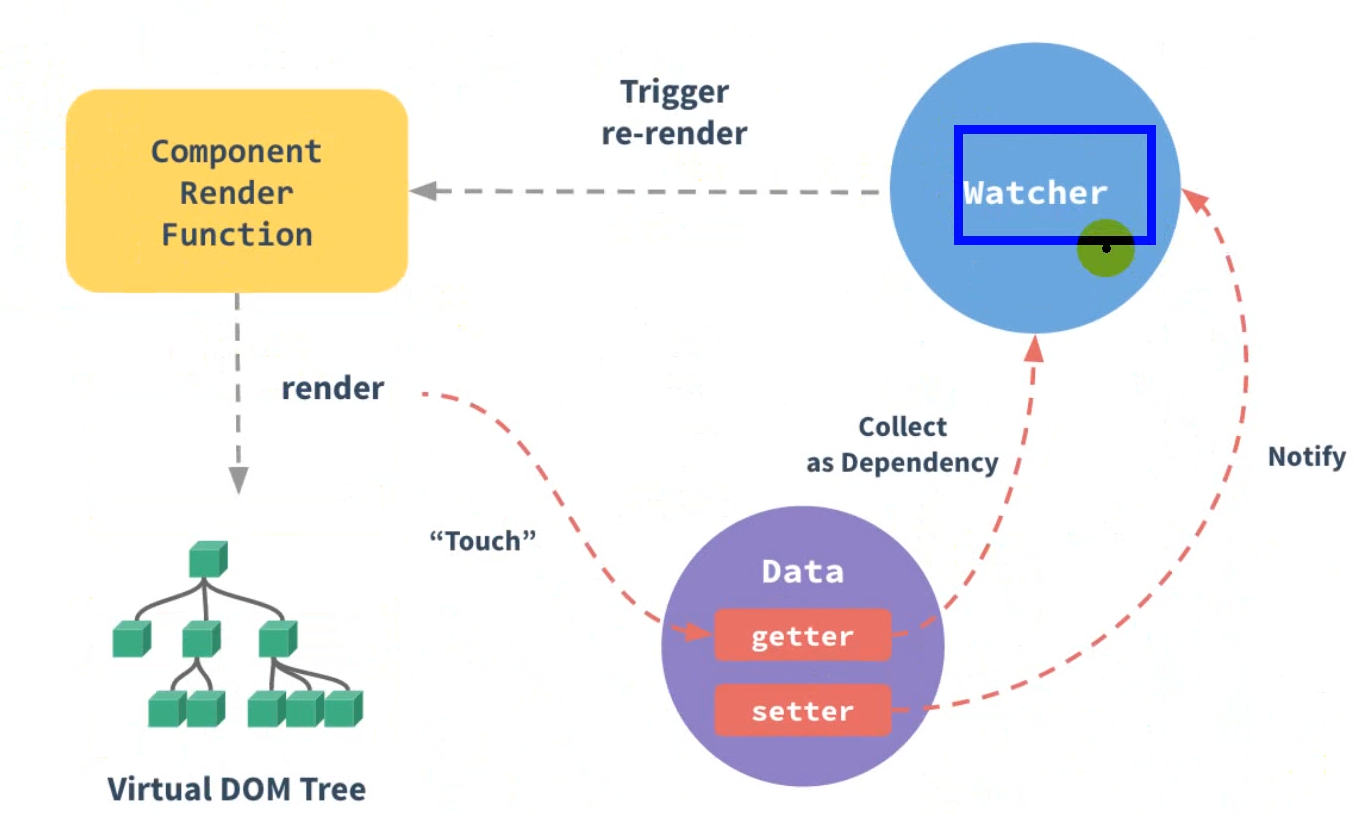 Trigger
re-render
Component
Render
Function
Watcher
render
Collect
as Dependency
Notify
“Touch”
Data
getter
setter
Virtual DOM Tree